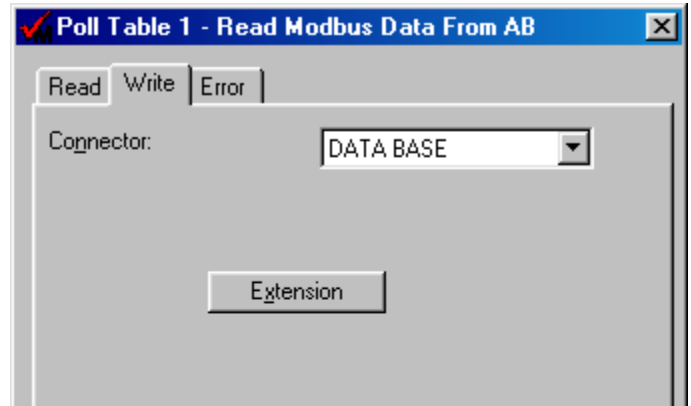 Poll Table 1 - Read Modbus Data From AB
Read Write Error
Connector: DATA BASE
Extension